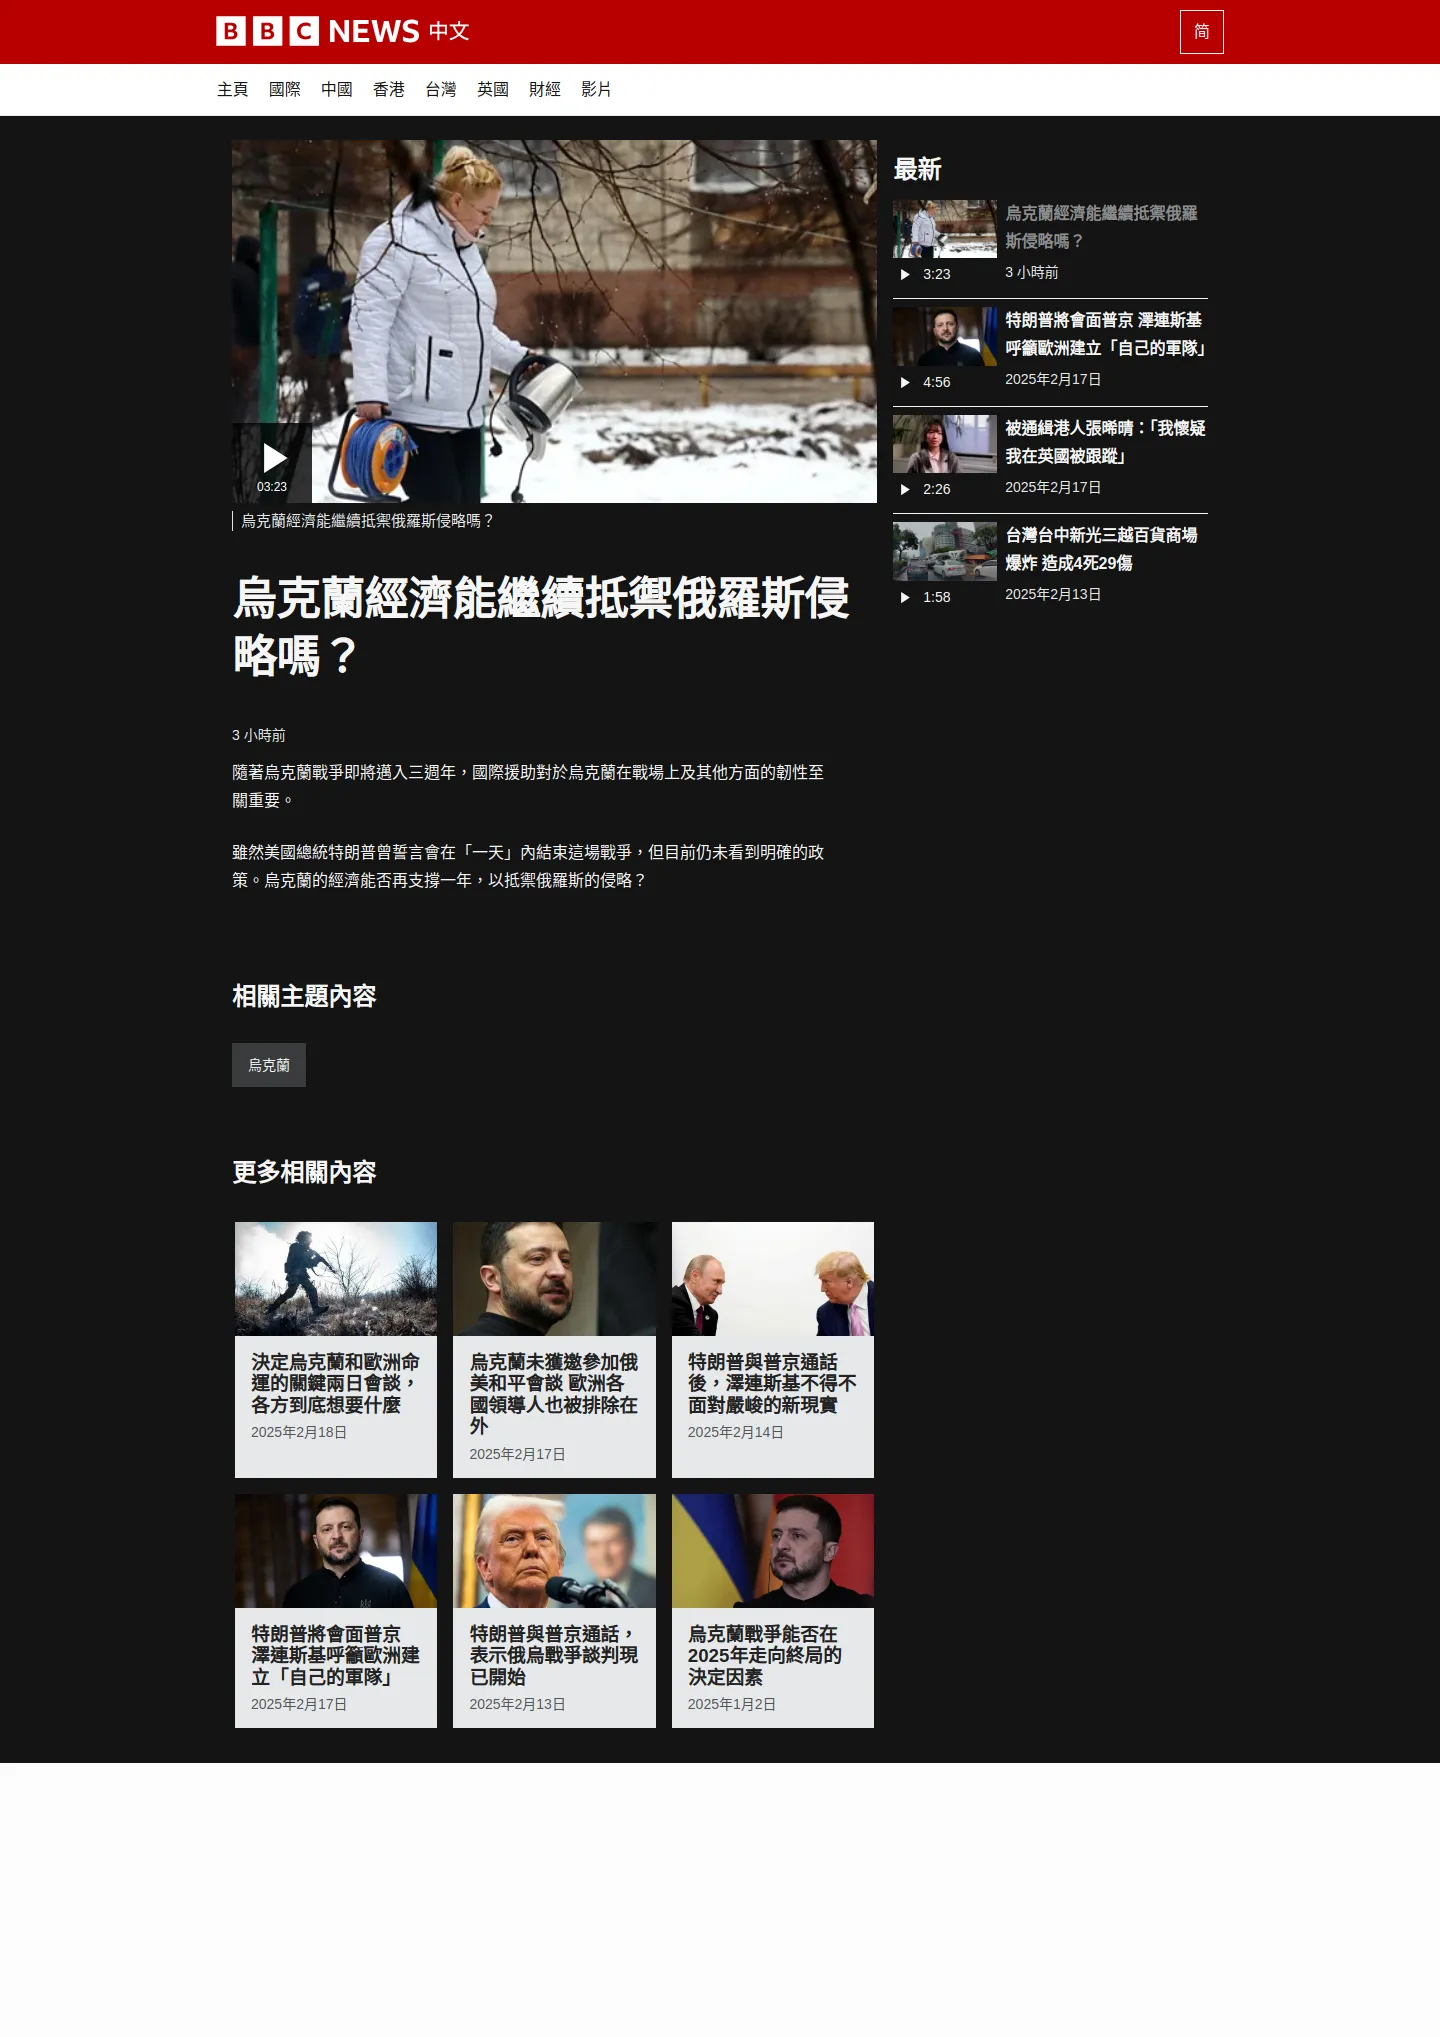 BBC NEWS 中文
简
主頁 國際 中國 香港 台灣 英國 財經 影片
03:23
烏克蘭經濟能繼續抵禦俄羅斯侵略嗎？
烏克蘭經濟能繼續抵禦俄羅斯侵
略嗎？
3 小時前
隨著烏克蘭戰爭即將邁入三週年，國際援助對於烏克蘭在戰場上及其他方面的韌性至
關重要。
雖然美國總統特朗普曾誓言會在「一天」內結束這場戰爭，但目前仍未看到明確的政
策。烏克蘭的經濟能否再支撐一年，以抵禦俄羅斯的侵略？
最新
烏克蘭經濟能繼續抵禦俄羅
斯侵略嗎？
3:23
3 小時前
特朗普將會面普京 澤連斯基
呼籲歐洲建立「自己的軍隊」
4:56
2025年2月17日
被通緝港人張晞晴：「我懷疑
我在英國被跟蹤」
2:26
2025年2月17日
台灣台中新光三越百貨商場
爆炸 造成4死29傷
1:58
2025年2月13日
相關主題內容
烏克蘭
更多相關內容
決定烏克蘭和歐洲命
運的關鍵兩日會談，
各方到底想要什麼
2025年2月18日
烏克蘭未獲邀參加俄
美和平會談 歐洲各
國領導人也被排除在
外
2025年2月17日
特朗普與普京通話
後，澤連斯基不得不
面對嚴峻的新現實
2025年2月14日
特朗普將會面普京
澤連斯基呼籲歐洲建
立「自己的軍隊」
2025年2月17日
特朗普與普京通話，
表示俄烏戰爭談判現
已開始
2025年2月13日
烏克蘭戰爭能否在
2025年走向終局的
決定因素
2025年1月2日